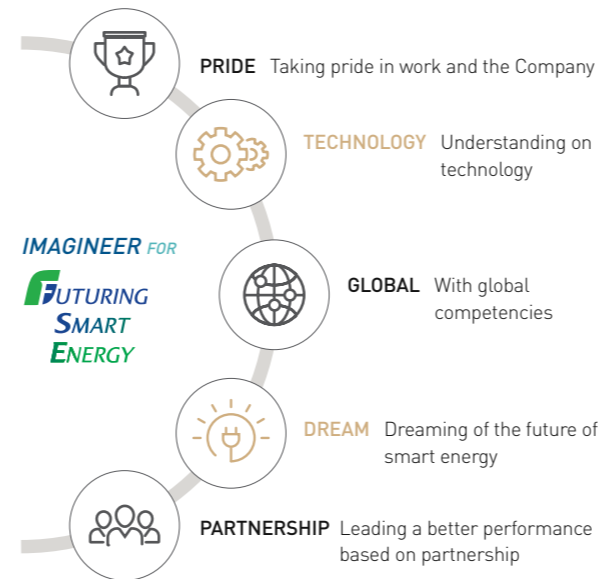 PRIDE Taking pride in work and the Company
TECHNOLOGY Understanding on
technology
IMAGINEER FOR
FUTURING
SMART
ENERGY
GLOBAL With global
competencies
DREAM Dreaming of the future of
smart energy
PARTNERSHIP Leading a better performance
based on partnership